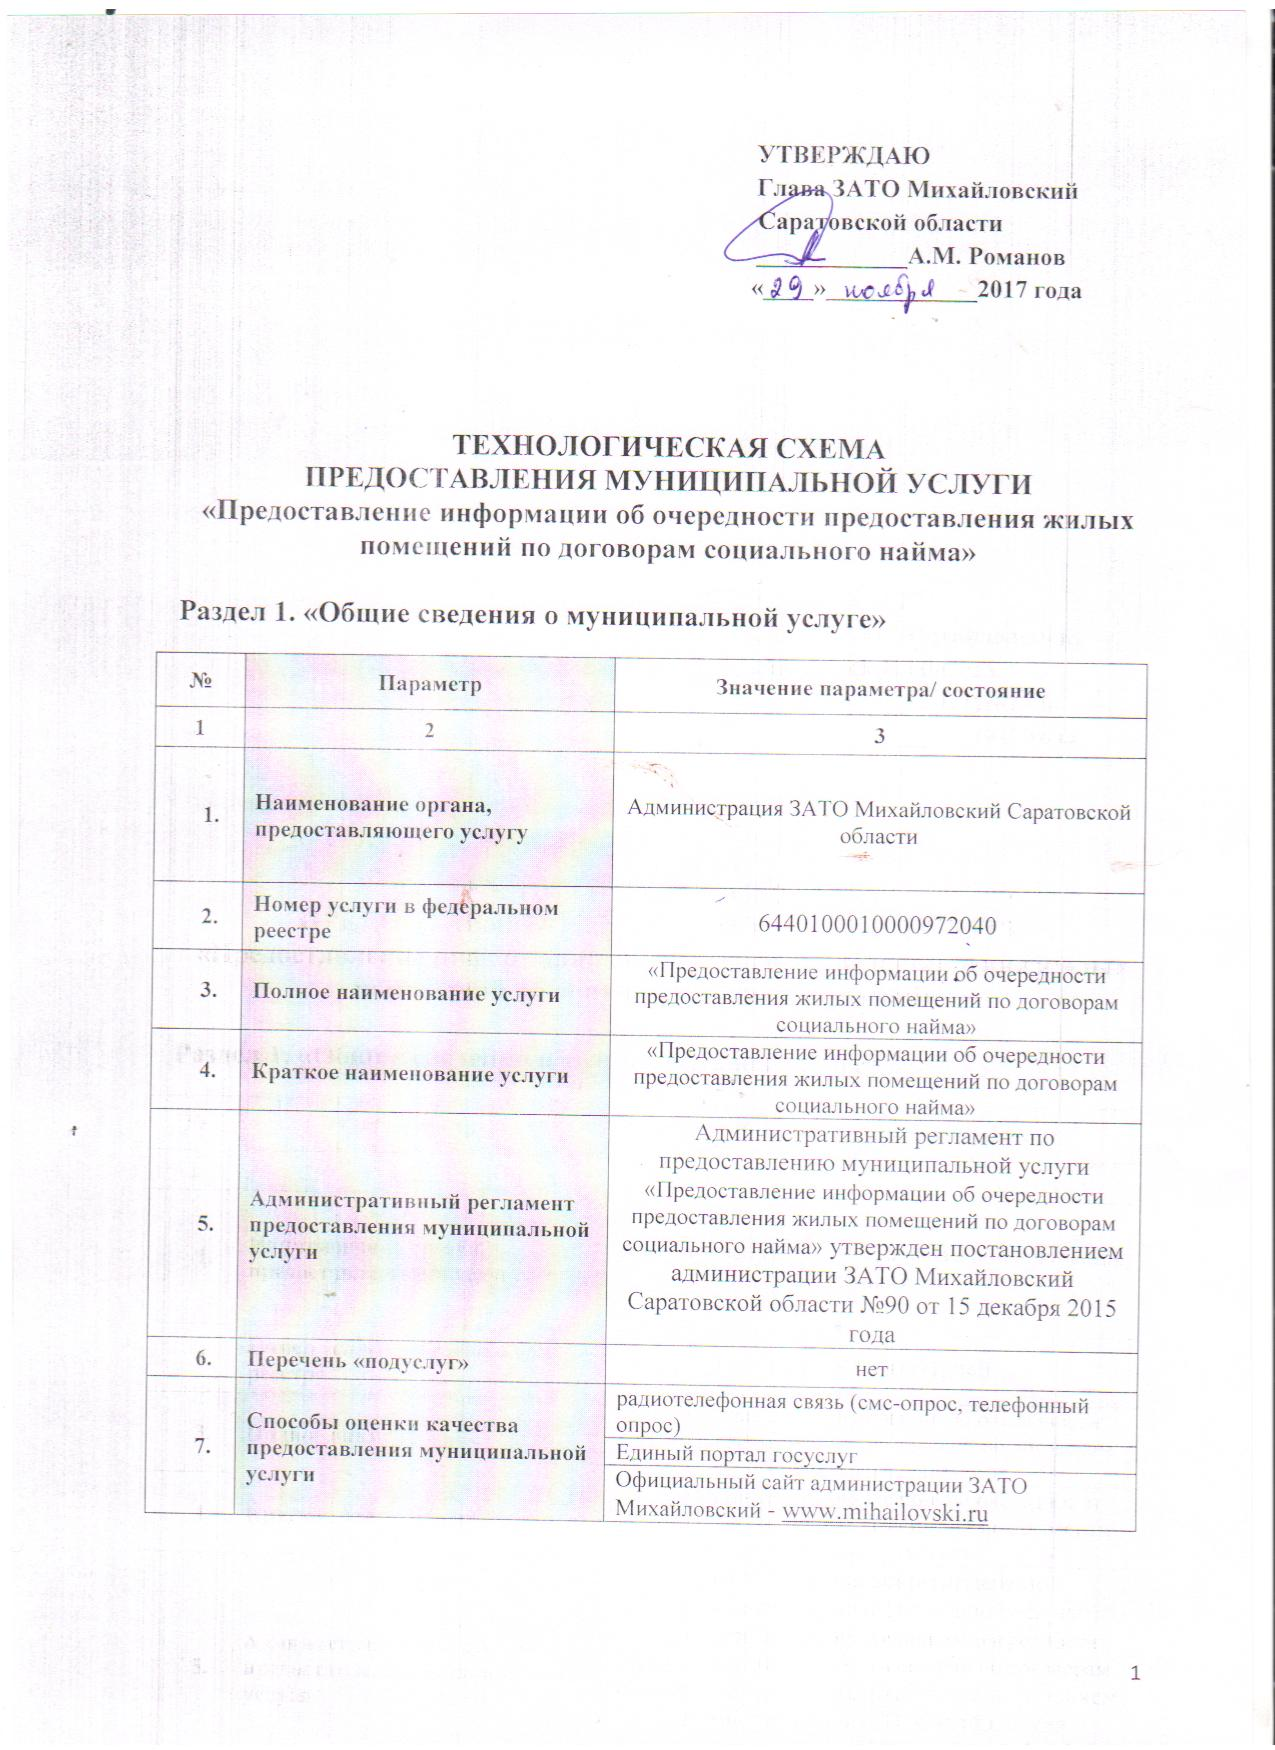 УТВЕРЖДАЮ
Глава ЗАТО Михайловский
Саратовской области
____________А.М. Романов
«29» ноября 2017 года
ТЕХНОЛОГИЧЕСКАЯ СХЕМА
ПРЕДОСТАВЛЕНИЯ МУНИЦИПАЛЬНОЙ УСЛУГИ
«Предоставление информации об очередности предоставления жилых
помещений по договорам социального найма»
Раздел 1. «Общие сведения о муниципальной услуге»
№
Параметр
Значение параметра/ состояние
1
2
3
1.
Наименование органа,
предоставляющего услугу
Администрация ЗАТО Михайловский Саратовской
области
2.
Номер услуги в федеральном
реестре
6440100010000972040
3.
Полное наименование услуги
«Предоставление информации об очередности
предоставления жилых помещений по договорам
социального найма»
4.
Краткое наименование услуги
«Предоставление информации об очередности
предоставления жилых помещений по договорам
социального найма»
5.
Административный регламент
предоставления муниципальной
услуги
Административный регламент по
предоставлению муниципальной услуги
«Предоставление информации об очередности
предоставления жилых помещений по договорам
социального найма» утвержден постановлением
администрации ЗАТО Михайловский
Саратовской области №90 от 15 декабря 2015
года
6.
Перечень «подуслуг»
нет
7.
Способы оценки качества
предоставления муниципальной
услуги
радиотелефонная связь (смс-опрос, телефонный
опрос)
Единый портал госуслуг
Официальный сайт администрации ЗАТО
Михайловский - www.mihailovski.ru
1